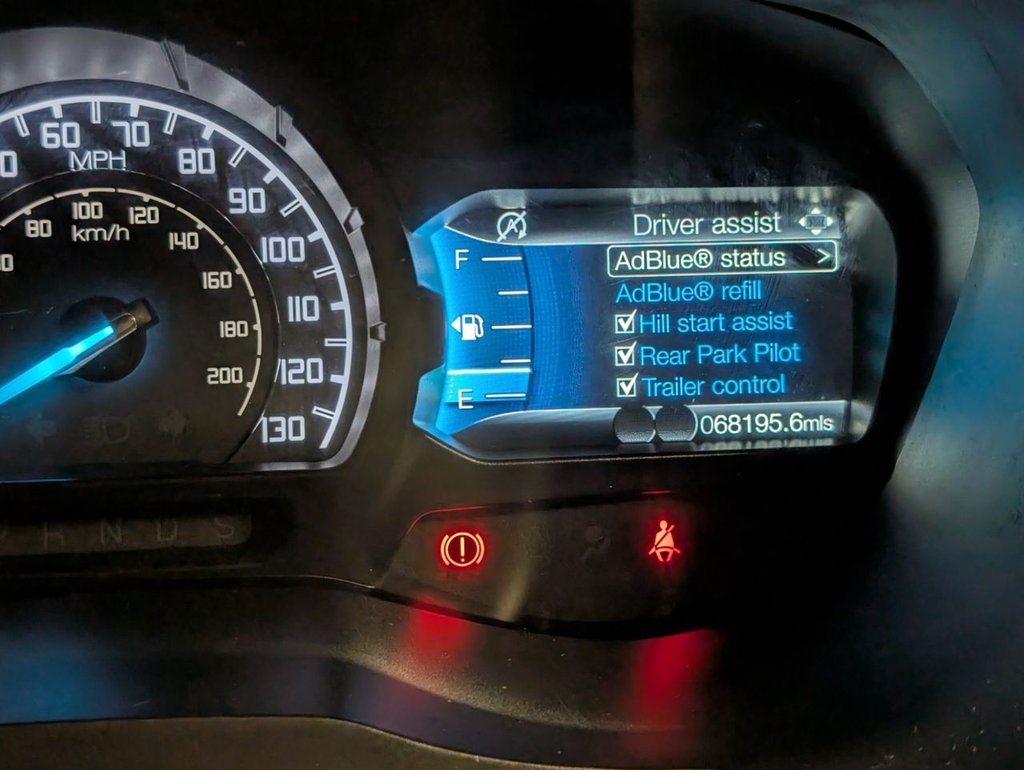 60
70
MPH
80
90
100
110
120
130
80
100
120
km/h
140
160
180
200
Driver assist
F
AdBlue® status >
AdBlue® refill
Hill start assist
Rear Park Pilot
Trailer control
E
068195.6mls
R N D S